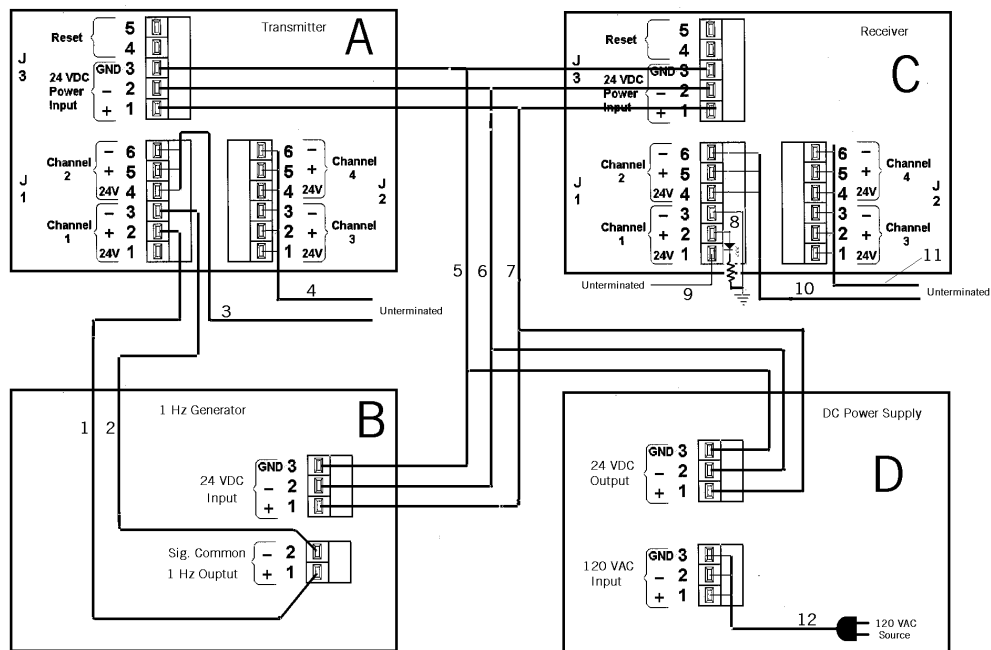 Transmitter
A
Reset
5
4
J
3
24 VDC
Power
Input
GND 3
− 2
+ 1
Channel
2
− 6
+ 5
24V 4
J
1
Channel
1
− 3
+ 2
24V 1
6 −
5 +
4 24V
Channel
4
J
2
3 −
2 +
1 24V
Channel
3
4
3
Unterminated
5
6
7
Receiver
C
Reset
5
4
J
3
24 VDC
Power
Input
GND 3
− 2
+ 1
Channel
2
− 6
+ 5
24V 4
J
1
Channel
1
− 3
+ 2
24V 1
8
6 −
5 +
4 24V
Channel
4
J
2
3 −
2 +
1 24V
Channel
3
11
Unterminated
9
10
Unterminated
1 Hz Generator
B
1
2
24 VDC
Input
GND 3
− 2
+ 1
Sig. Common − 2
1 Hz Ouptut + 1
DC Power Supply
D
24 VDC
Output
GND 3
− 2
+ 1
120 VAC
Input
GND 3
− 2
+ 1
12
120 VAC
Source